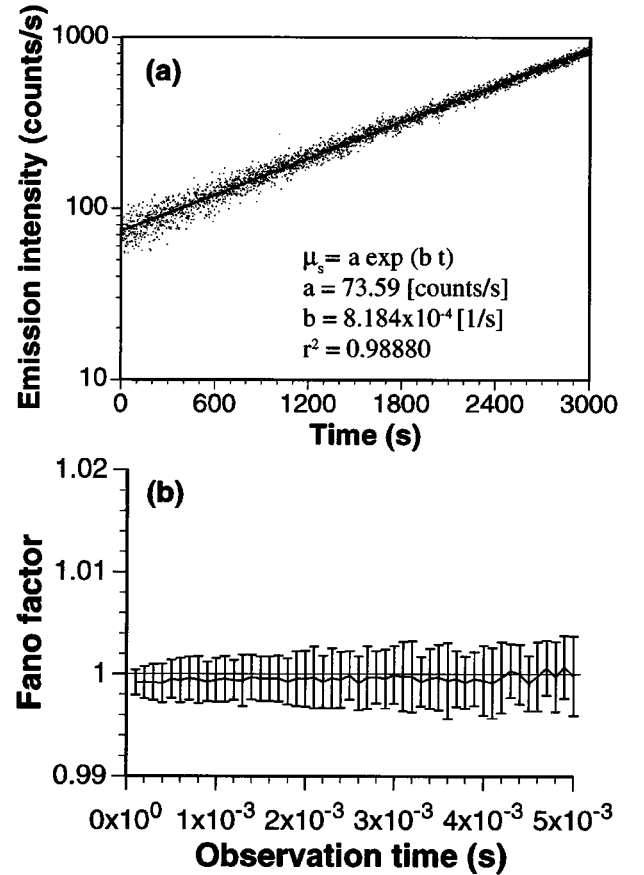 1000
(a)
100
10
Emission intensity (counts/s)
μs= a exp (b t)
a = 73.59 [counts/s]
b = 8.184x10-4 [1/s]
r2 = 0.98880
0 600 1200 1800 2400 3000
Time (s)
1.02
(b)
1.01
1
0.99
Fano factor
0x100 1x10-3 2x10-3 3x10-3 4x10-3 5x10-3
Observation time (s)